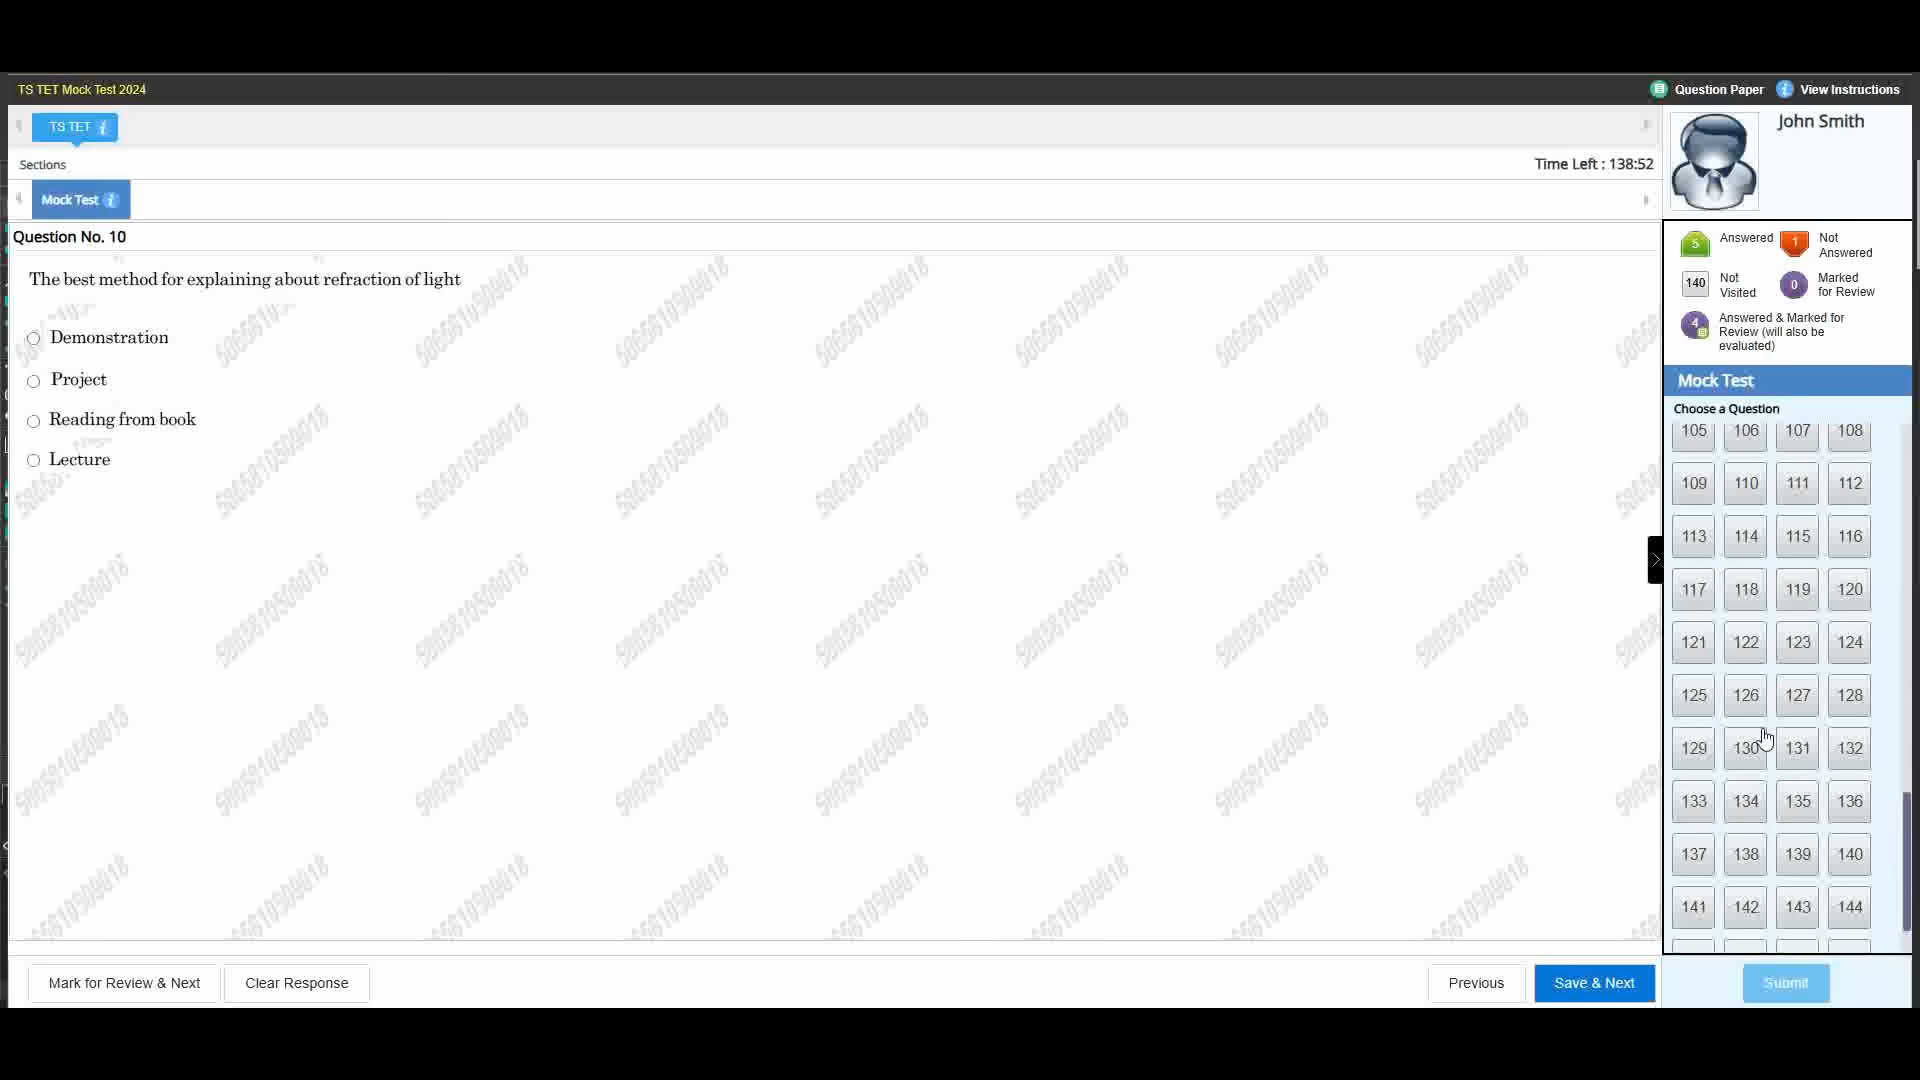 TS TET Mock Test 2024
Question Paper
View Instructions
TS TET
John Smith
Sections
Time Left : 138:52
Mock Test
Question No. 10
The best method for explaining about refraction of light
Demonstration
Project
Reading from book
Lecture
5 Answered
1 Not Answered
140 Not Visited
0 Marked for Review
4 Answered & Marked for Review (will also be evaluated)
Mock Test
Choose a Question
105 106 107 108
109 110 111 112
113 114 115 116
117 118 119 120
121 122 123 124
125 126 127 128
129 130 131 132
133 134 135 136
137 138 139 140
141 142 143 144
Mark for Review & Next
Clear Response
Previous
Save & Next
Submit